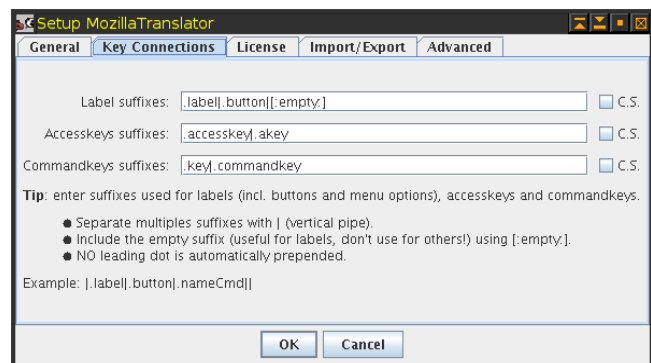 Setup MozillaTranslator
General Key Connections License Import/Export Advanced
Label suffixes: .label|.button|[:empty:] C.S.
Accesskeys suffixes: .accesskey|.akey C.S.
Commandkeys suffixes: .key|.commandkey C.S.
Tip: enter suffixes used for labels (incl. buttons and menu options), accesskeys and commandkeys.
Separate multiples suffixes with | (vertical pipe).
Include the empty suffix (useful for labels, don't use for others!) using [:empty:].
NO leading dot is automatically prepended.
Example: |.label|.button|.nameCmd||
OK Cancel